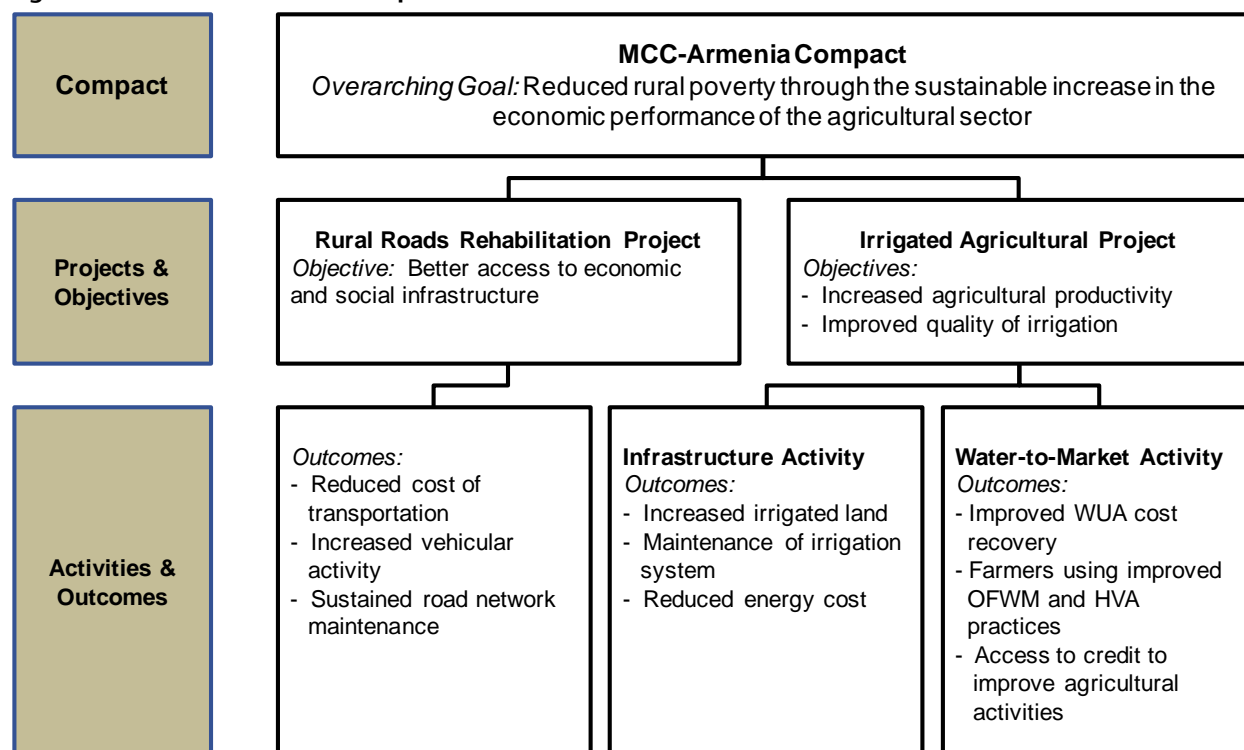 Compact
MCC-Armenia Compact
Overarching Goal: Reduced rural poverty through the sustainable increase in the
economic performance of the agricultural sector
Projects &
Objectives
Rural Roads Rehabilitation Project
Objective: Better access to economic
and social infrastructure
Irrigated Agricultural Project
Objectives:
- Increased agricultural productivity
- Improved quality of irrigation
Activities &
Outcomes
Outcomes:
- Reduced cost of
transportation
- Increased vehicular
activity
- Sustained road network
maintenance
Infrastructure Activity
Outcomes:
- Increased irrigated land
- Maintenance of irrigation
system
- Reduced energy cost
Water-to-Market Activity
Outcomes:
- Improved WUA cost
recovery
- Farmers using improved
OFWM and HVA
practices
- Access to credit to
improve agricultural
activities